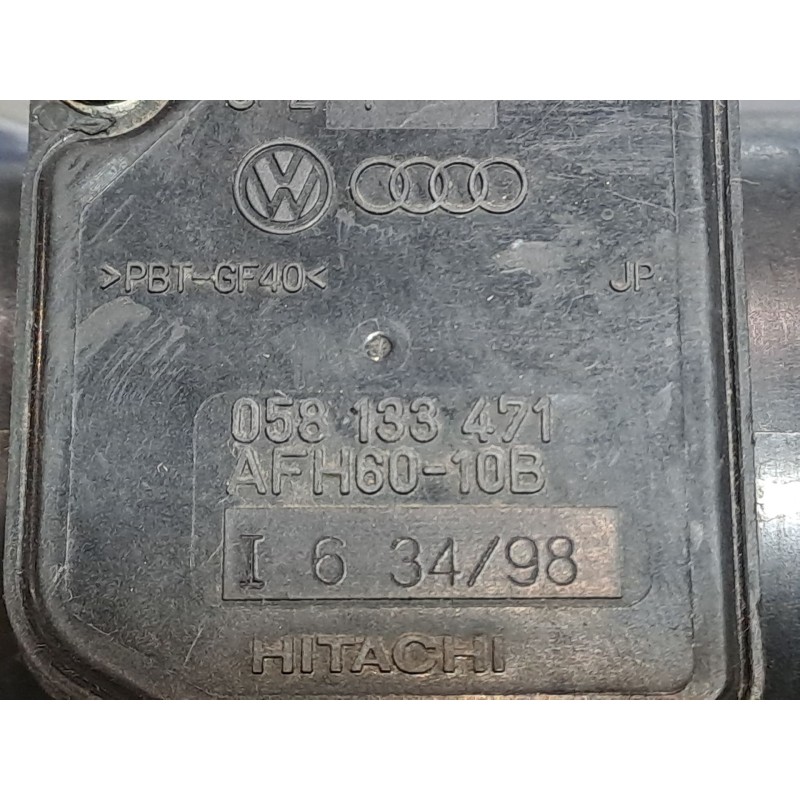 >PBT-GF40< JP
058 133 471
AFH60-10B
I 6 34/98
HITACHI